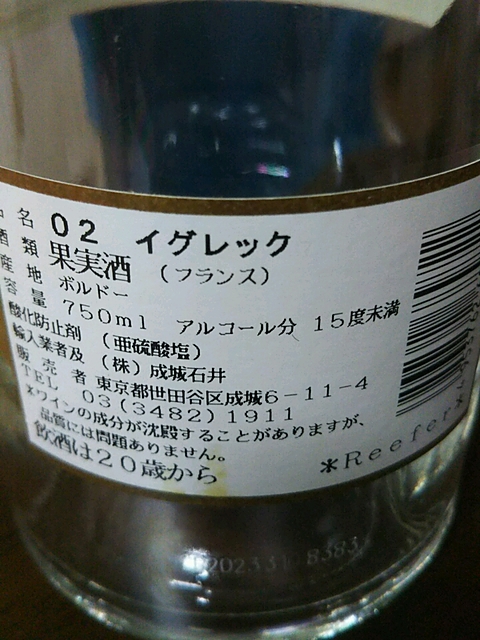 品名 02 イグレック
酒類 果実酒 (フランス)
産地 ボルドー
容量 750ml アルコール分 15度未満
酸化防止剤 (亜硫酸塩)
輸入業者及 (株)成城石井
販売者 東京都世田谷区成城6-11-4
TEL 03(3482)1911
*ワインの成分が沈殿することがありますが、
品質には問題ありません。
飲酒は20歳から
*Reefer*